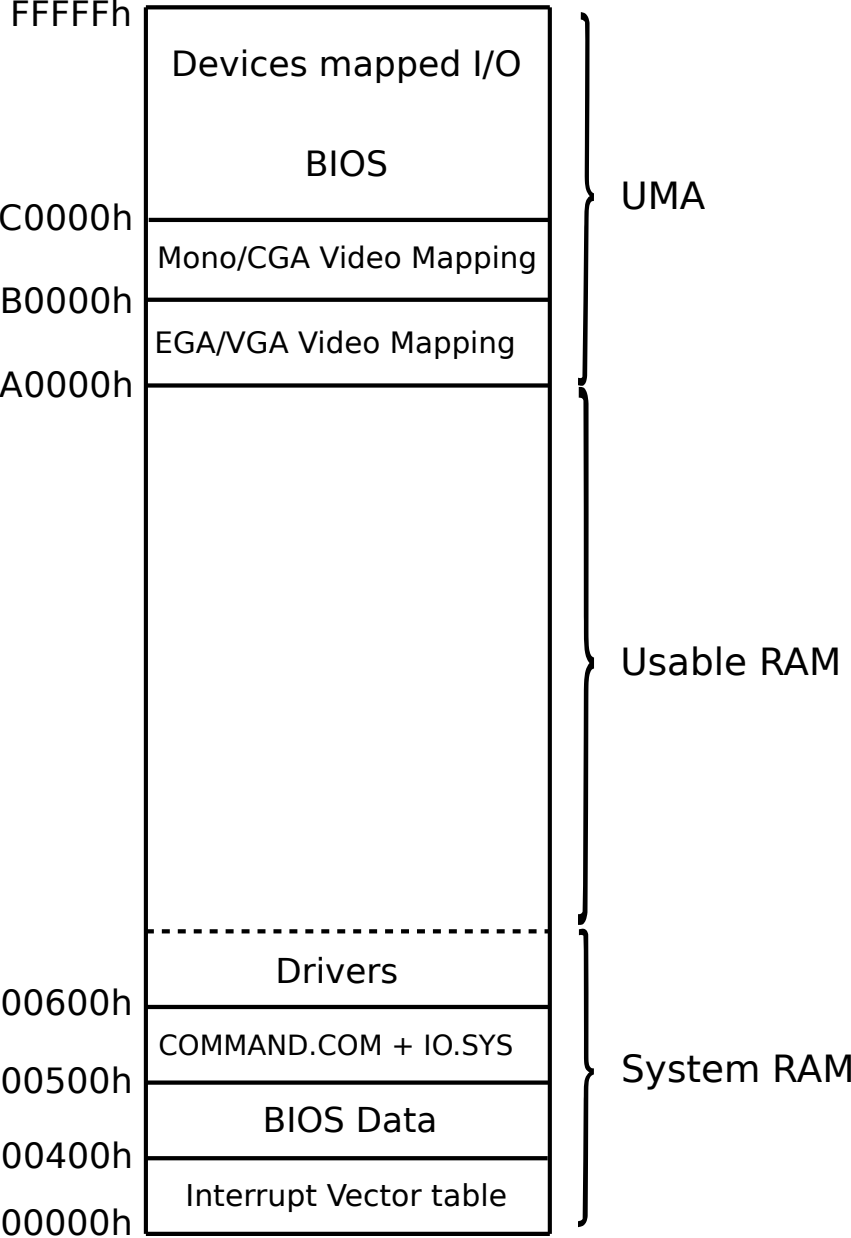 FFFFFh
Devices mapped I/O
BIOS
UMA
C0000h
Mono/CGA Video Mapping
B0000h
EGA/VGA Video Mapping
A0000h
Usable RAM
Drivers
00600h
COMMAND.COM + IO.SYS
System RAM
00500h
BIOS Data
00400h
Interrupt Vector table
00000h